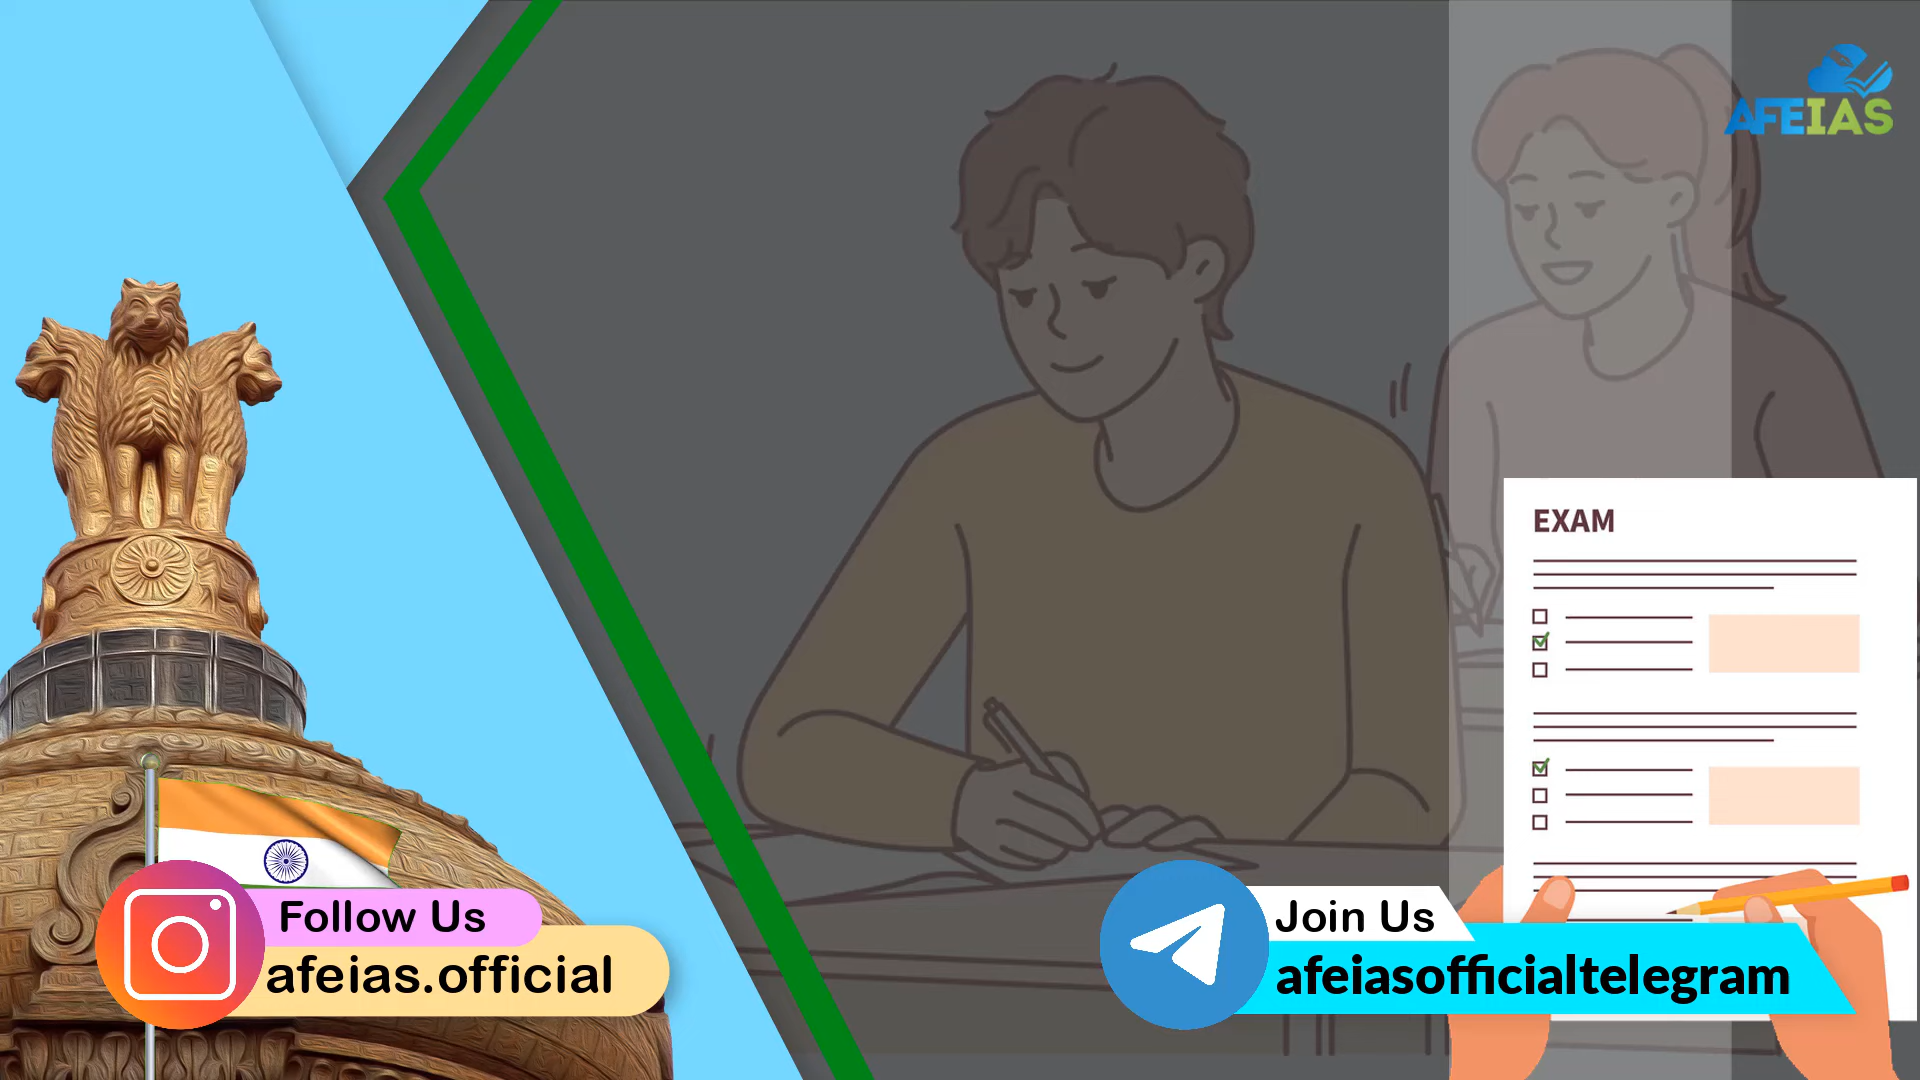 AFEIAS
EXAM
Follow Us
afeias.official
Join Us
afeiasofficialtelegram